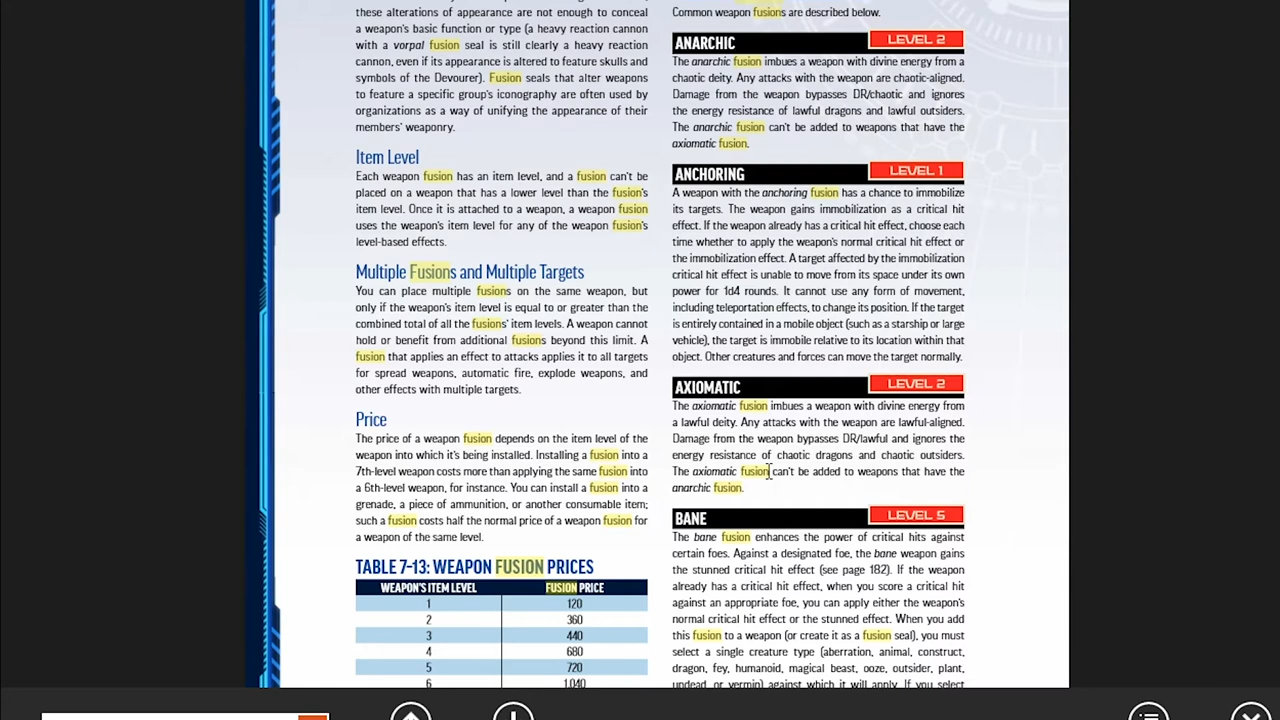 these alterations of appearance are not enough to conceal
a weapon's basic function or type (a heavy reaction cannon
with a vorpal fusion seal is still clearly a heavy reaction
cannon, even if its appearance is altered to feature skulls and
symbols of the Devourer). Fusion seals that alter weapons
to feature a specific group's iconography are often used by
organizations as a way of unifying the appearance of their
members' weaponry.
Item Level
Each weapon fusion has an item level, and a fusion can't be
placed on a weapon that has a lower level than the fusion's
item level. Once it is attached to a weapon, a weapon fusion
uses the weapon's item level for any of the weapon fusion's
level-based effects.
Multiple Fusions and Multiple Targets
You can place multiple fusions on the same weapon, but
only if the weapon's item level is equal to or greater than the
combined total of all the fusions' item levels. A weapon cannot
hold or benefit from additional fusions beyond this limit. A
fusion that applies an effect to attacks applies it to all targets
for spread weapons, automatic fire, explode weapons, and
other effects with multiple targets.
Price
The price of a weapon fusion depends on the item level of the
weapon into which it's being installed. Installing a fusion into a
7th-level weapon costs more than applying the same fusion into
a 6th-level weapon, for instance. You can install a fusion into a
grenade, a piece of ammunition, or another consumable item;
such a fusion costs half the normal price of a weapon fusion for
a weapon of the same level.
TABLE 7-13: WEAPON FUSION PRICES
WEAPON'S ITEM LEVEL FUSION PRICE
1 120
2 360
3 440
4 680
5 720
6 1,040
Common weapon fusions are described below.
ANARCHIC LEVEL 2
The anarchic fusion imbues a weapon with divine energy from a
chaotic deity. Any attacks with the weapon are chaotic-aligned.
Damage from the weapon bypasses DR/chaotic and ignores
the energy resistance of lawful dragons and lawful outsiders.
The anarchic fusion can't be added to weapons that have the
axiomatic fusion.
ANCHORING LEVEL 1
A weapon with the anchoring fusion has a chance to immobilize
its targets. The weapon gains immobilization as a critical hit
effect. If the weapon already has a critical hit effect, choose each
time whether to apply the weapon's normal critical hit effect or
the immobilization effect. A target affected by the immobilization
critical hit effect is unable to move from its space under its own
power for 1d4 rounds. It cannot use any form of movement,
including teleportation effects, to change its position. If the target
is entirely contained in a mobile object (such as a starship or large
vehicle), the target is immobile relative to its location within that
object. Other creatures and forces can move the target normally.
AXIOMATIC LEVEL 2
The axiomatic fusion imbues a weapon with divine energy from
a lawful deity. Any attacks with the weapon are lawful-aligned.
Damage from the weapon bypasses DR/lawful and ignores the
energy resistance of chaotic dragons and chaotic outsiders.
The axiomatic fusion can't be added to weapons that have the
anarchic fusion.
BANE LEVEL 5
The bane fusion enhances the power of critical hits against
certain foes. Against a designated foe, the bane weapon gains
the stunned critical hit effect (see page 182). If the weapon
already has a critical hit effect, when you score a critical hit
against an appropriate foe, you can apply either the weapon's
normal critical hit effect or the stunned effect. When you add
this fusion to a weapon (or create it as a fusion seal), you must
select a single creature type (aberration, animal, construct,
dragon, fey, humanoid, magical beast, ooze, outsider, plant,
undead, or vermin) against which it will apply. If you select